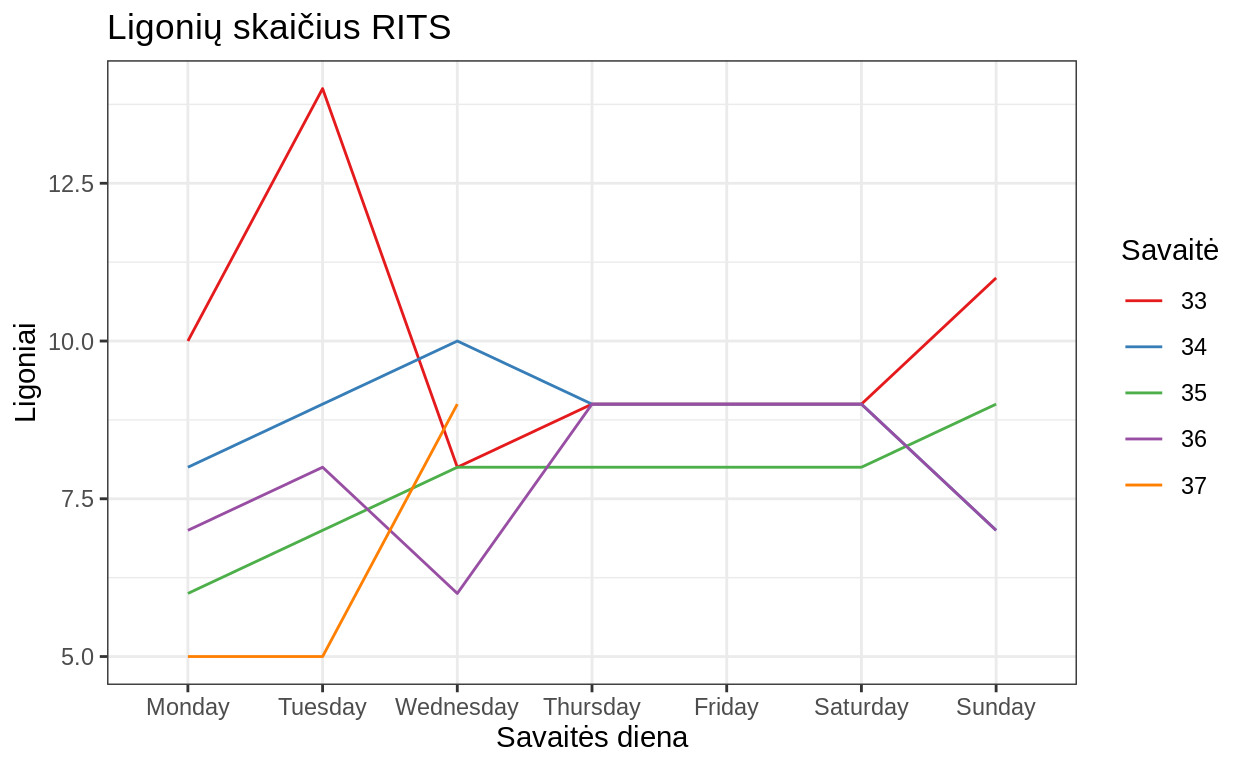 Ligonių skaičius RITS
12.5
10.0
7.5
5.0
Ligoniai
Monday Tuesday Wednesday Thursday Friday Saturday Sunday
Savaitės diena
Savaitė
33
34
35
36
37